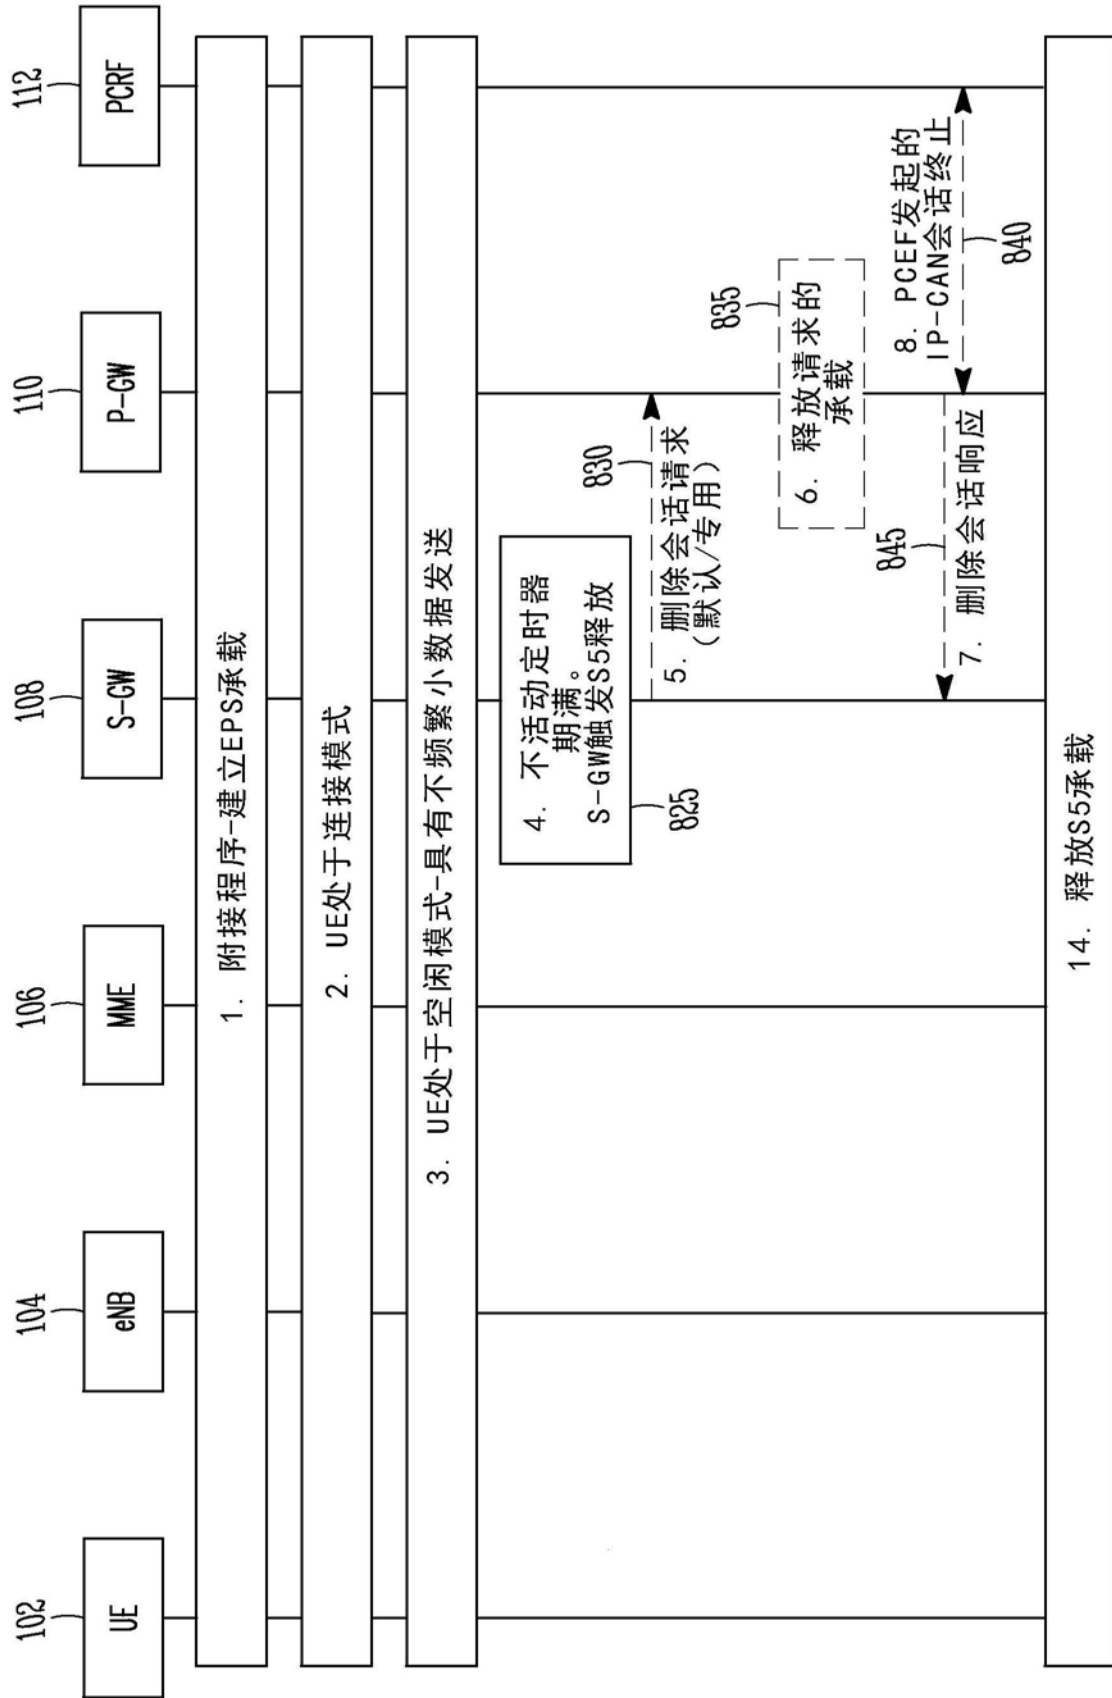 102
104
106
108
110
112
UE
eNB
MME
S-GW
P-GW
PCRF
1. 附接程序-建立EPS承载
2. UE处于连接模式
3. UE处于空闲模式-具有不频繁小数据发送
4. 不活动定时器
期满。
S-GW触发S5释放
825
830
5. 删除会话请求
(默认/专用)
835
6. 释放请求的
承载
8. PCEF发起的
IP-CAN会话终止
840
845
7. 删除会话响应
14. 释放S5承载